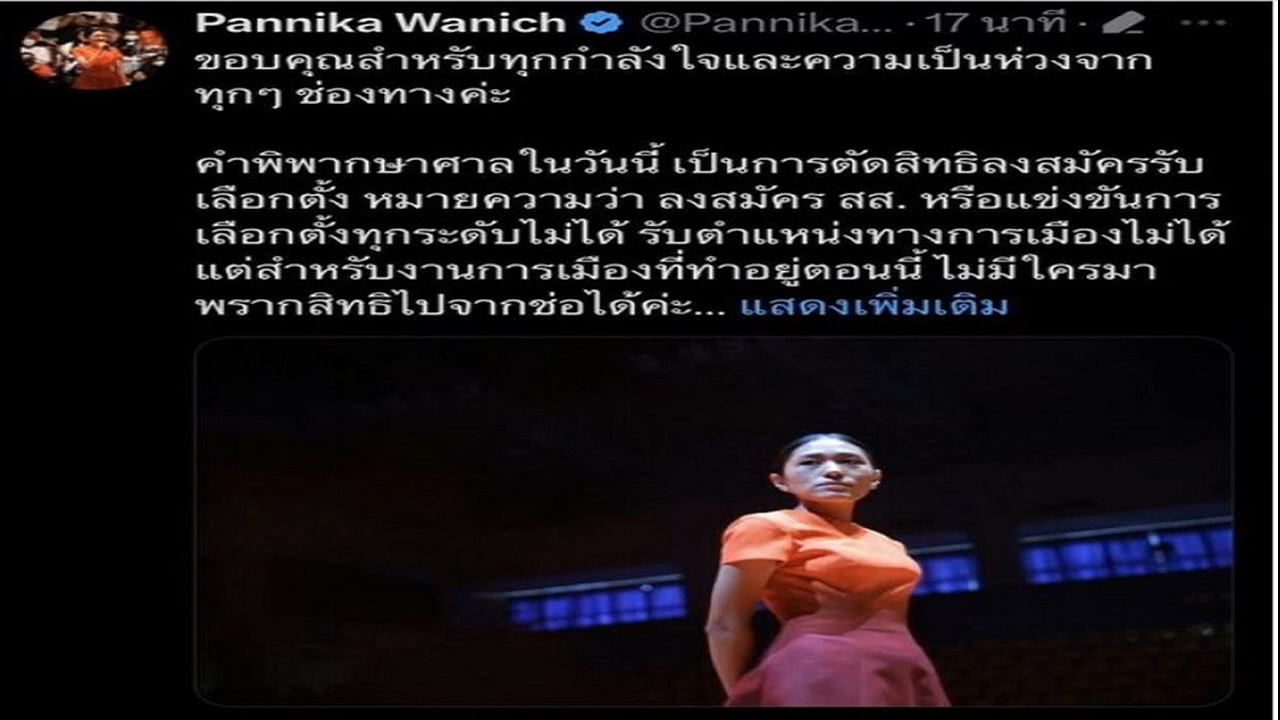 Pannika Wanich @Pannika... · 17 นาที ·
ขอบคุณสำหรับทุกกำลังใจและความเป็นห่วงจาก
ทุกๆ ช่องทางค่ะ
คำพิพากษาศาลในวันนี้ เป็นการตัดสิทธิลงสมัครรับ
เลือกตั้ง หมายความว่า ลงสมัคร สส. หรือแข่งขันการ
เลือกตั้งทุกระดับไม่ได้ รับตำแหน่งทางการเมืองไม่ได้
แต่สำหรับงานการเมืองที่ทำอยู่ตอนนี้ ไม่มีใครมา
พรากสิทธิไปจากช่อได้ค่ะ... แสดงเพิ่มเติม